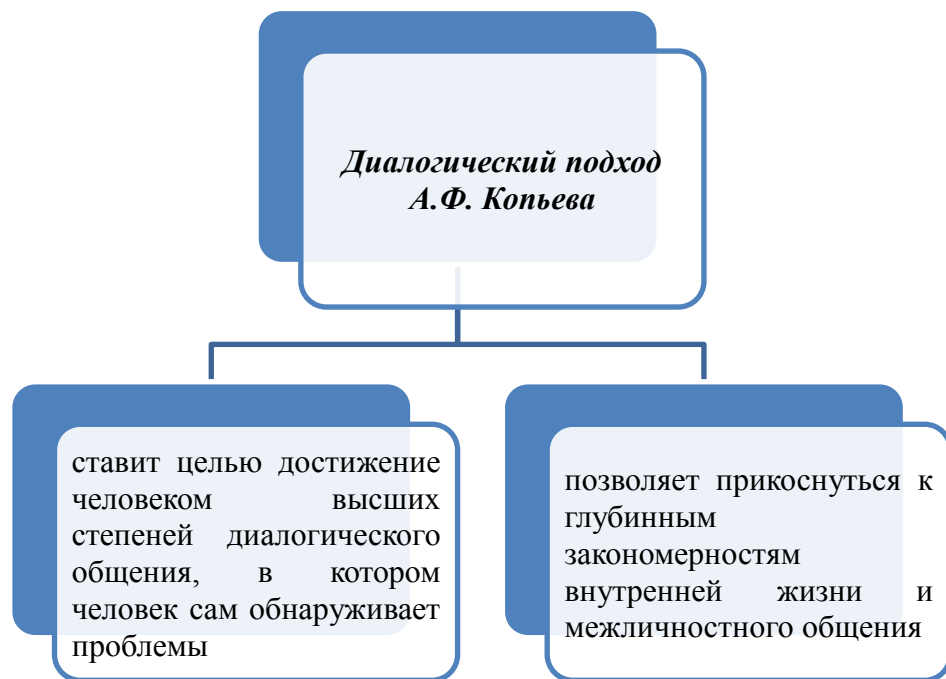 Диалогический подход
А.Ф. Копьева
ставит целью достижение
человеком высших
степеней диалогического
общения, в котором
человек сам обнаруживает
проблемы
позволяет прикоснуться к
глубинным
закономерностям
внутренней жизни и
межличностного общения